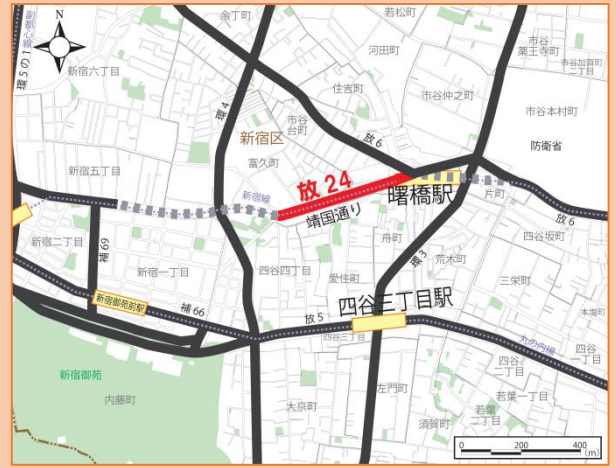 副都心線
N
環5の1
余丁町
若松町
河田町
市谷
薬王寺町
市谷加賀町
二丁目
新宿六丁目
環4
住吉町
市谷仲之町
市谷本村町
市谷
台町
新宿区
放6
防衛省
富久町
新宿五丁目
新宿線
放24
曙橋駅
片町
靖国通り
放6
新宿二丁目
補69
舟町
四谷坂町
新宿一丁目
四谷四丁目
愛住町
環3
荒木町
三栄町
新宿御苑前駅
補66
四谷三丁目駅
本塩町
放5
四谷三丁目
丸の内線
四谷
二丁目
四谷
一丁目
新宿御苑
内藤町
大京町
左門町
若葉一丁目
須賀町
若葉
二丁目
0 200 400
(m)